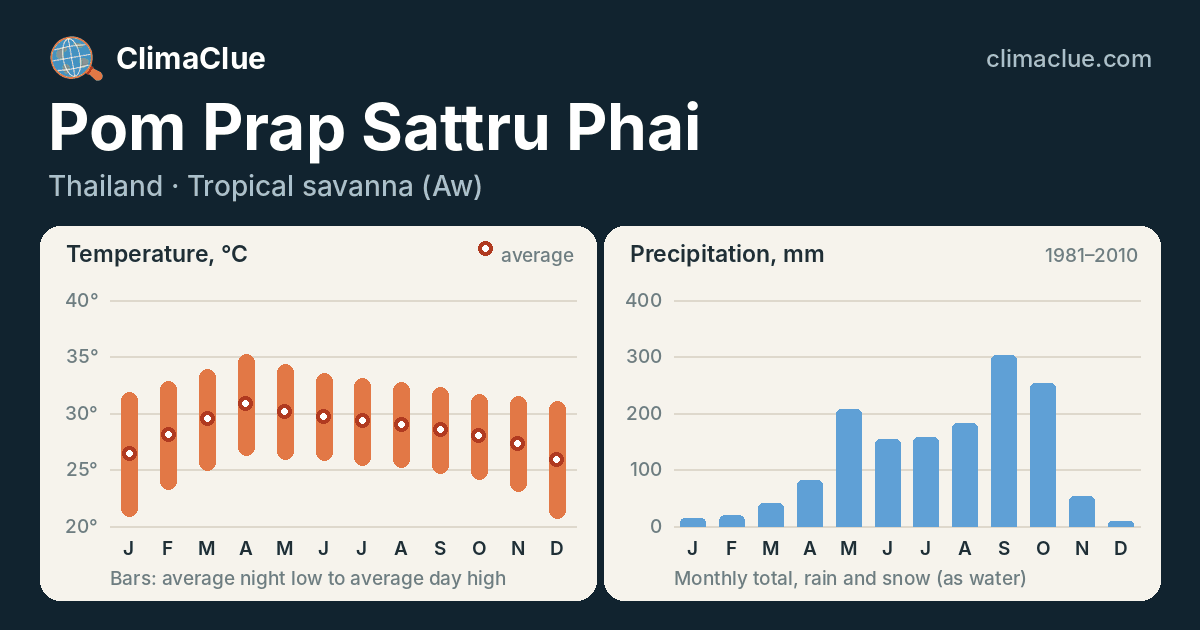 ClimaClue
climaclue.com
Pom Prap Sattru Phai
Thailand · Tropical savanna (Aw)
Temperature, °C
average
40°
35°
30°
25°
20°
J F M A M J J A S O N D
Bars: average night low to average day high
Precipitation, mm
1981–2010
400
300
200
100
0
J F M A M J J A S O N D
Monthly total, rain and snow (as water)